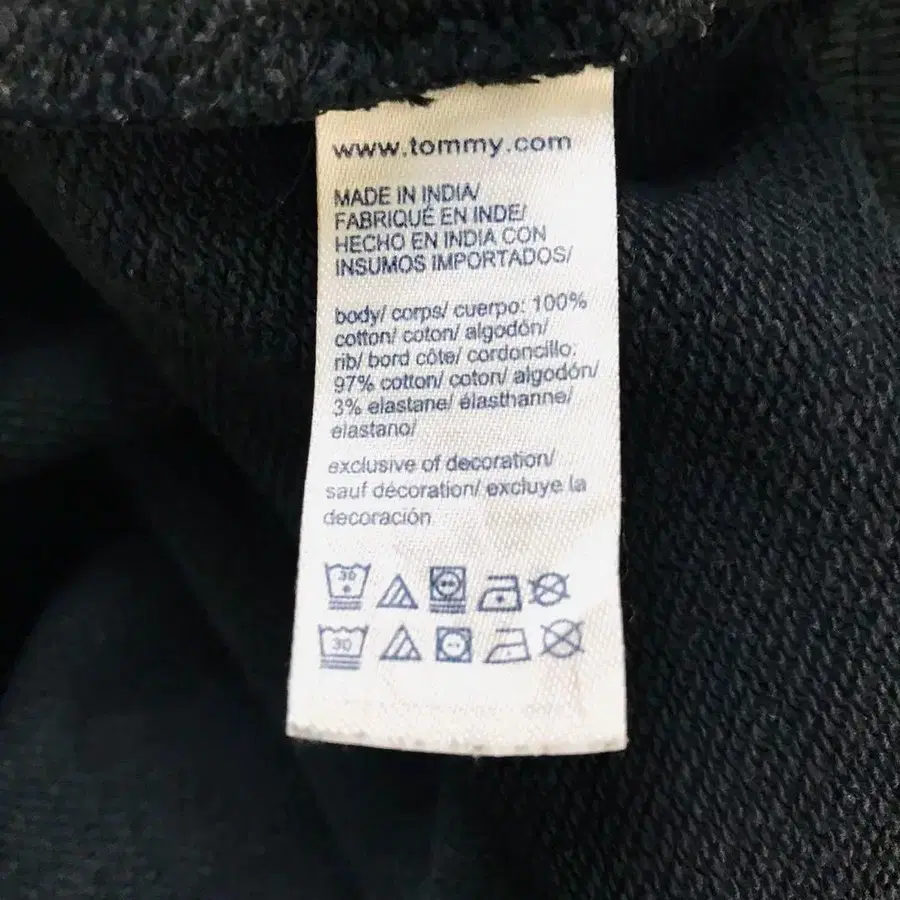 www.tommy.com
MADE IN INDIA/
FABRIQUÉ EN INDE/
HECHO EN INDIA CON
INSUMOS IMPORTADOS/
body/ corps/ cuerpo: 100%
cotton/ coton/ algodón/
rib/ bord côte/ cordoncillo:
97% cotton/ coton/ algodón/
3% elastane/ élasthanne/
elastano/
exclusive of decoration/
sauf décoration/ excluye la
decoración
30
30